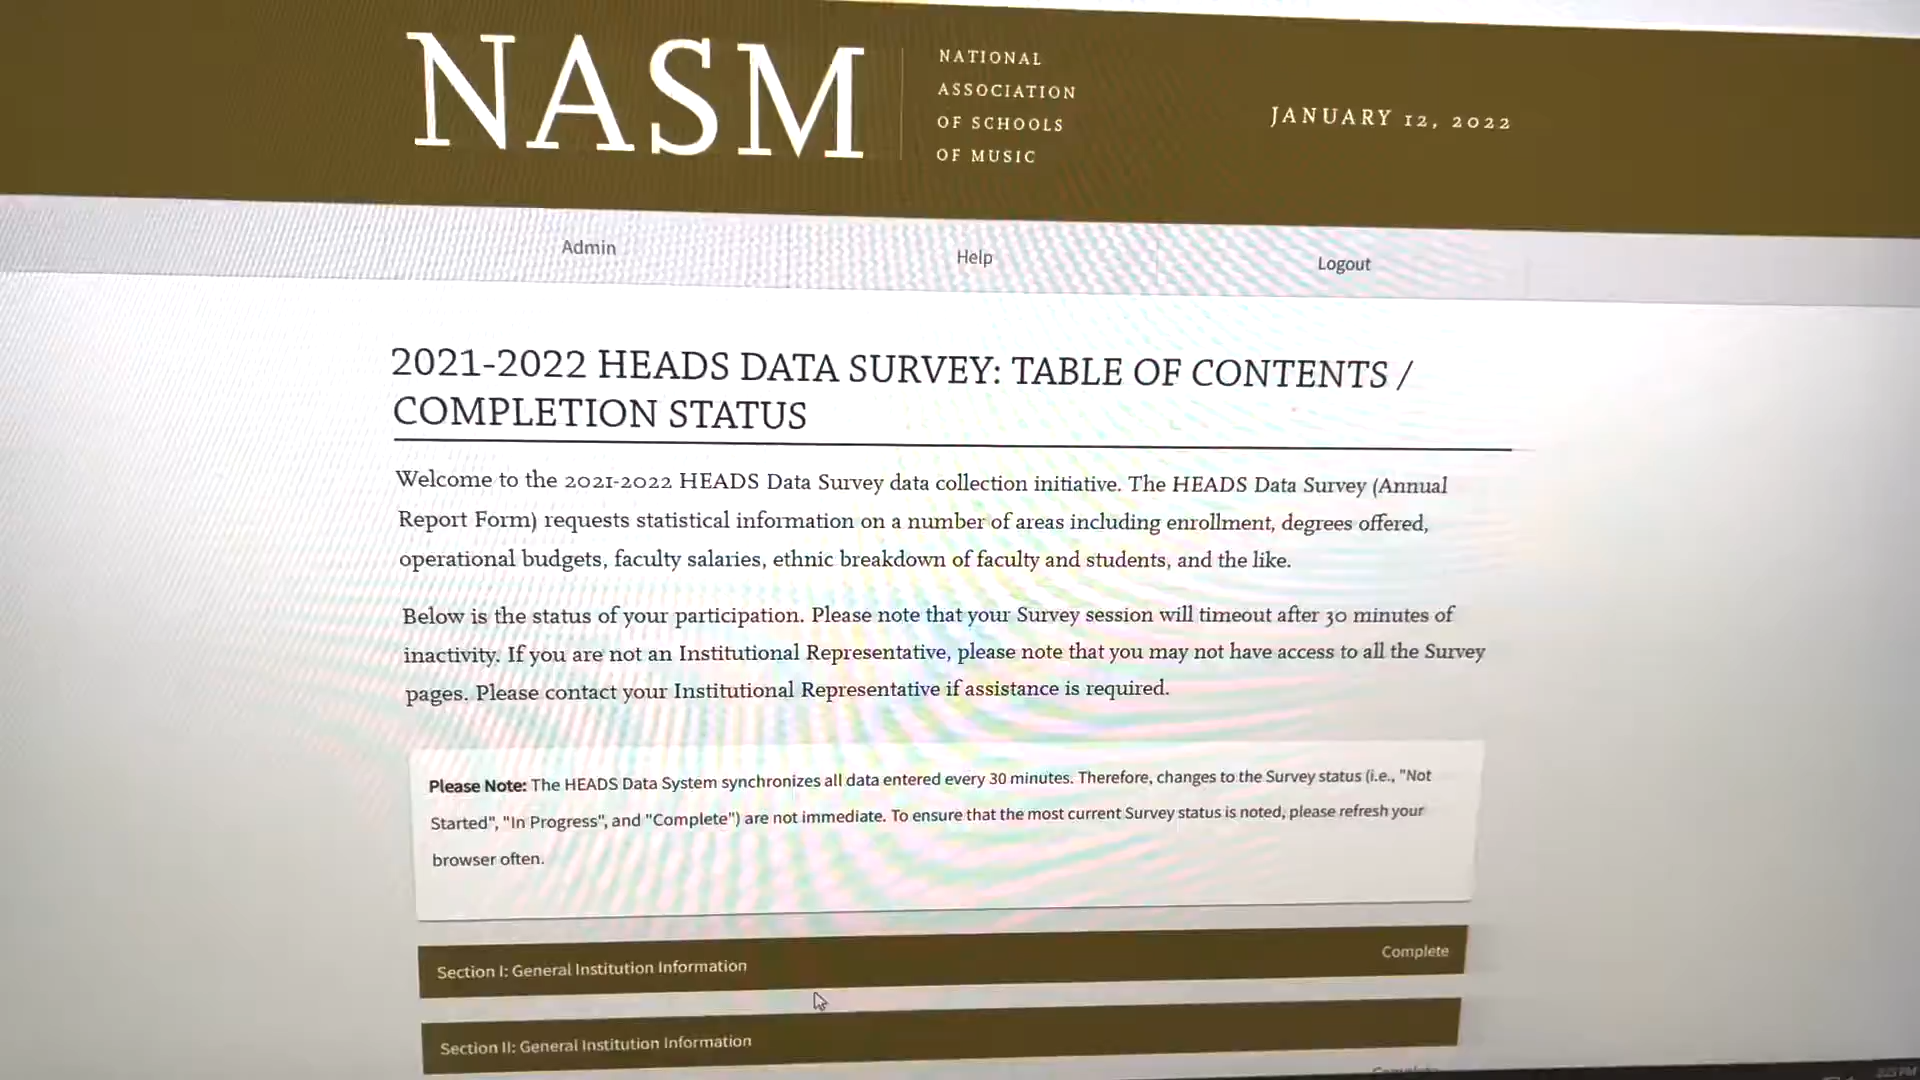 NASM
NATIONAL
ASSOCIATION
OF SCHOOLS
OF MUSIC
JANUARY 12, 2022
Admin
Help
Logout
2021-2022 HEADS DATA SURVEY: TABLE OF CONTENTS /
COMPLETION STATUS
Welcome to the 2021-2022 HEADS Data Survey data collection initiative. The HEADS Data Survey (Annual
Report Form) requests statistical information on a number of areas including enrollment, degrees offered,
operational budgets, faculty salaries, ethnic breakdown of faculty and students, and the like.
Below is the status of your participation. Please note that your Survey session will timeout after 30 minutes of
inactivity. If you are not an Institutional Representative, please note that you may not have access to all the Survey
pages. Please contact your Institutional Representative if assistance is required.
Please Note: The HEADS Data System synchronizes all data entered every 30 minutes. Therefore, changes to the Survey status (i.e., "Not
Started", "In Progress", and "Complete") are not immediate. To ensure that the most current Survey status is noted, please refresh your
browser often.
Section I: General Institution Information
Complete
Section II: General Institution Information